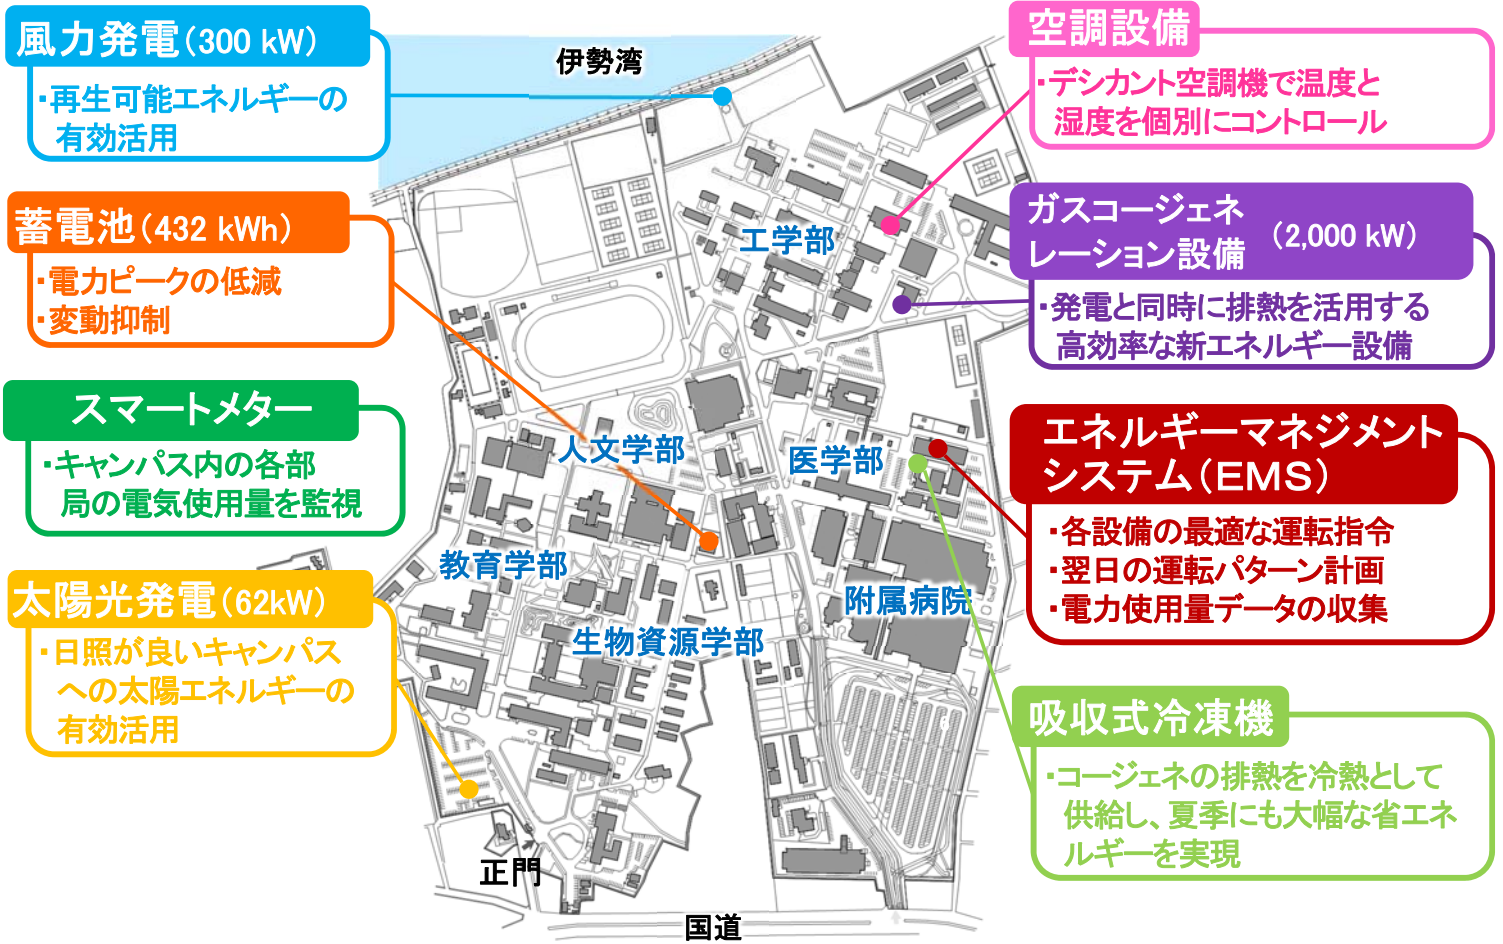 風力発電(300 kW)
・再生可能エネルギーの
有効活用
蓄電池(432 kWh)
・電力ピークの低減
・変動抑制
スマートメター
・キャンパス内の各部
局の電気使用量を監視
太陽光発電(62kW)
・日照が良いキャンパス
への太陽エネルギーの
有効活用
伊勢湾
工学部
人文学部
医学部
教育学部
附属病院
生物資源学部
正門
国道
空調設備
・デシカント空調機で温度と
湿度を個別にコントロール
ガスコージェネ
レーション設備 (2,000 kW)
・発電と同時に排熱を活用する
高効率な新エネルギー設備
エネルギーマネジメント
システム(EMS)
・各設備の最適な運転指令
・翌日の運転パターン計画
・電力使用量データの収集
吸収式冷凍機
・コージェネの排熱を冷熱として
供給し、夏季にも大幅な省エネ
ルギーを実現